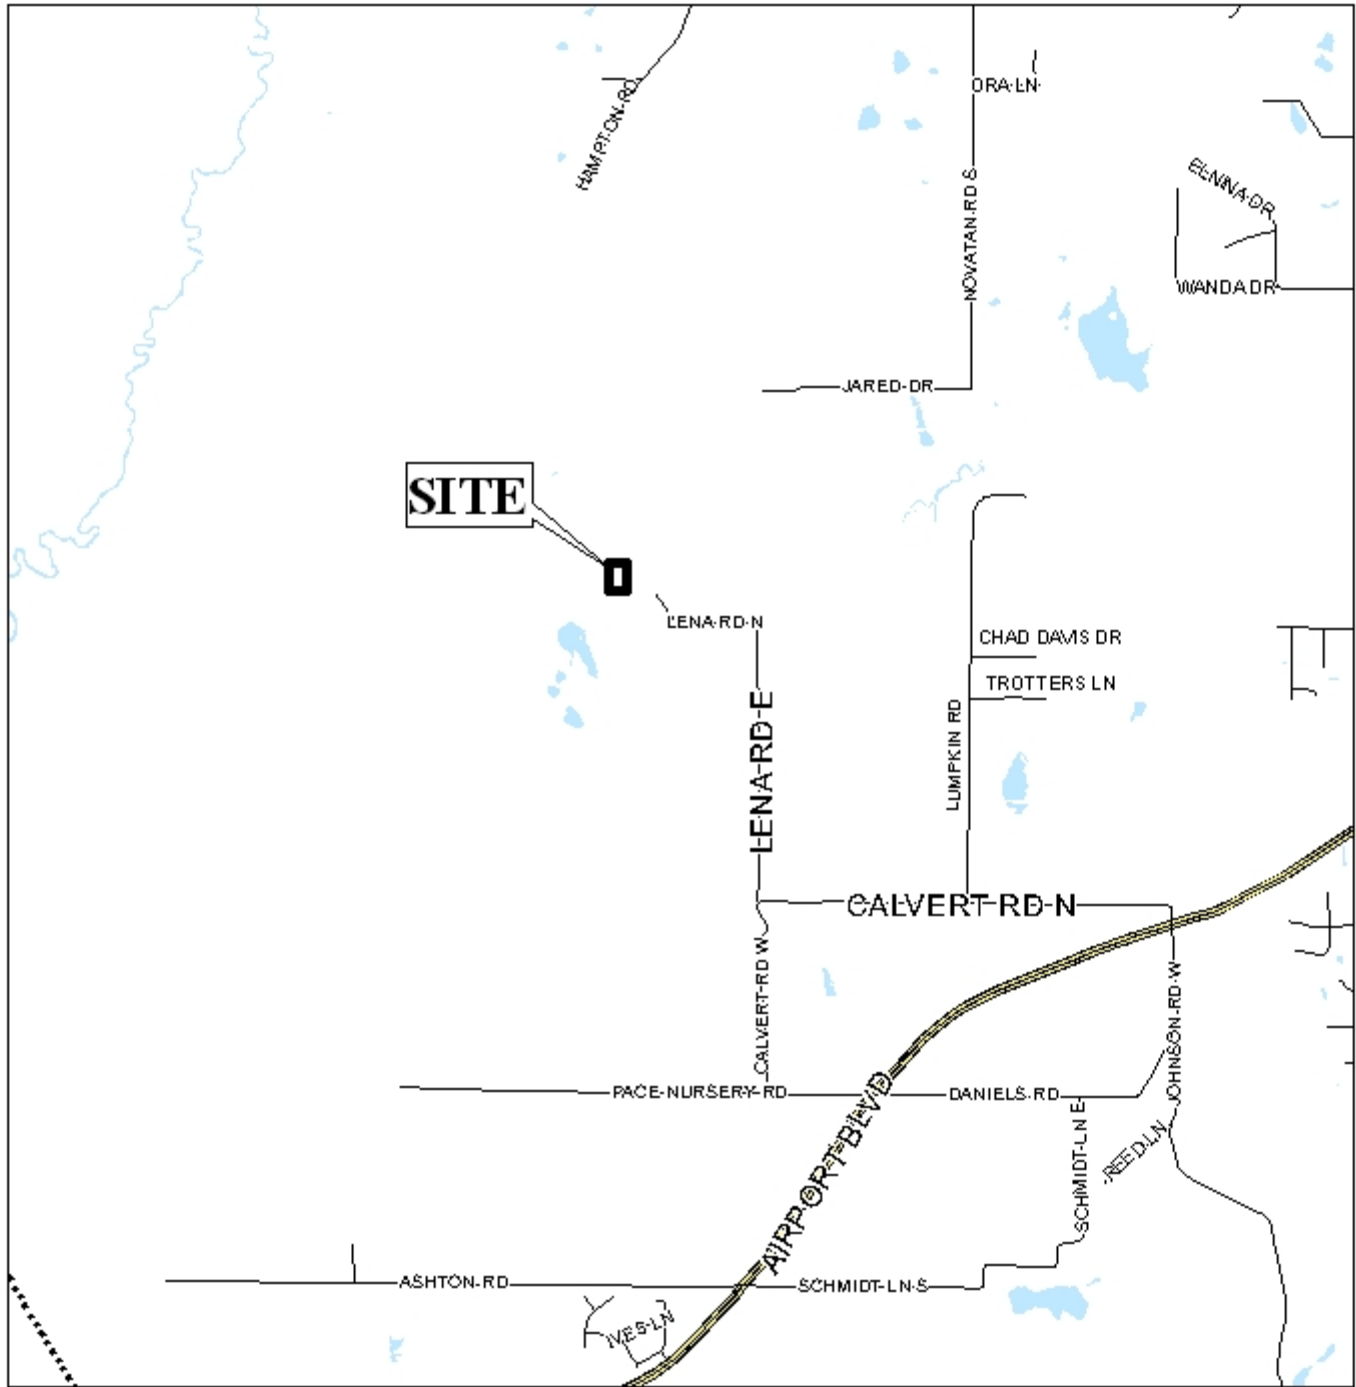 ORA LN
HAMPTON RD
NOVATAN RD S
EL NINA DR
WANDA DR
JARED DR
SITE
LENA RD N
CHAD DAVIS DR
TROTTERS LN
LENA RD E
LUMPKIN RD
CALVERT RD N
CALVERT RD W
JOHNSON RD W
PACE NURSERY RD
DANIELS RD
AIRPORT BLVD
SCHMIDT LN E
REED LN
ASHTON RD
SCHMIDT LN S
IVES LN